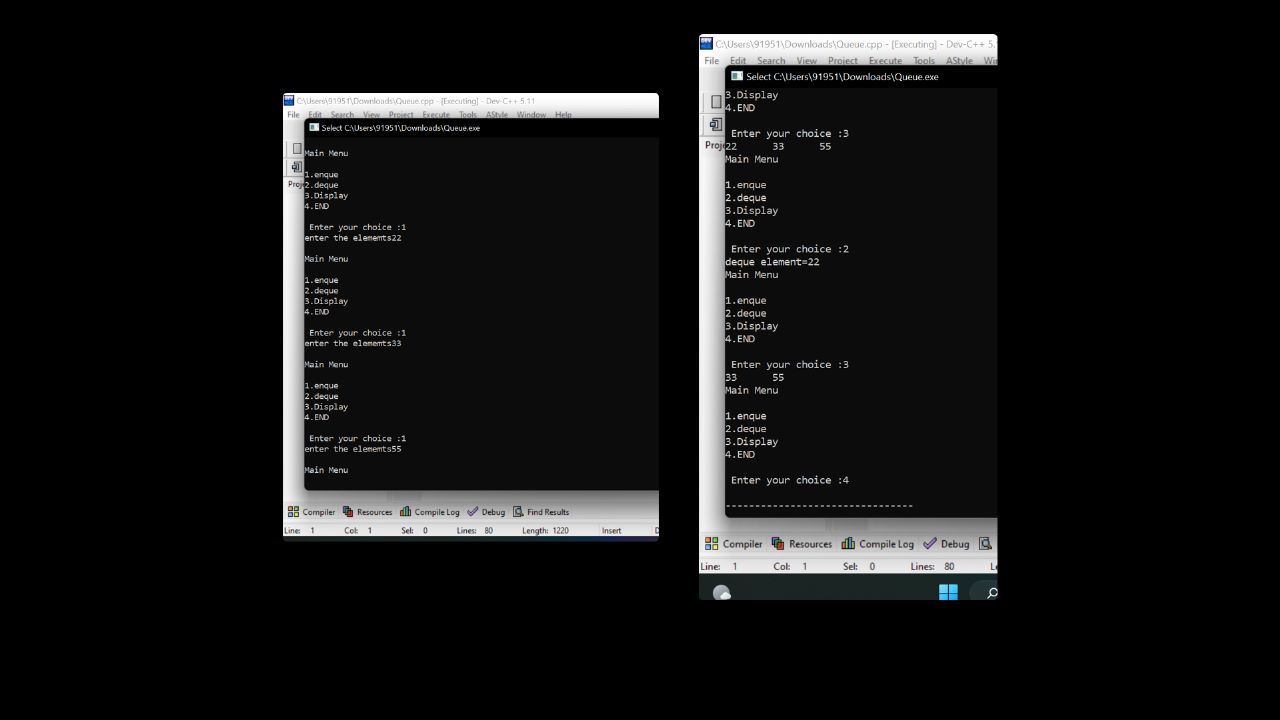 C:\Users\91951\Downloads\Queue.cpp - [Executing] - Dev-C++ 5.11
File Edit Search View Project Execute Tools AStyle Window Help
Select C:\Users\91951\Downloads\Queue.exe
Main Menu
1.enque
2.deque
3.Display
4.END
Enter your choice :1
enter the elememts22
Main Menu
1.enque
2.deque
3.Display
4.END
Enter your choice :1
enter the elememts33
Main Menu
1.enque
2.deque
3.Display
4.END
Enter your choice :1
enter the elememts55
Main Menu
Compiler Resources Compile Log Debug Find Results
Line: 1 Col: 1 Sel: 0 Lines: 80 Length: 1220 Insert
C:\Users\91951\Downloads\Queue.cpp - [Executing] - Dev-C++ 5.
File Edit Search View Project Execute Tools AStyle
Select C:\Users\91951\Downloads\Queue.exe
3.Display
4.END
Enter your choice :3
22 33 55
Main Menu
1.enque
2.deque
3.Display
4.END
Enter your choice :2
deque element=22
Main Menu
1.enque
2.deque
3.Display
4.END
Enter your choice :3
33 55
Main Menu
1.enque
2.deque
3.Display
4.END
Enter your choice :4
--------------------------------
Compiler Resources Compile Log Debug
Line: 1 Col: 1 Sel: 0 Lines: 80